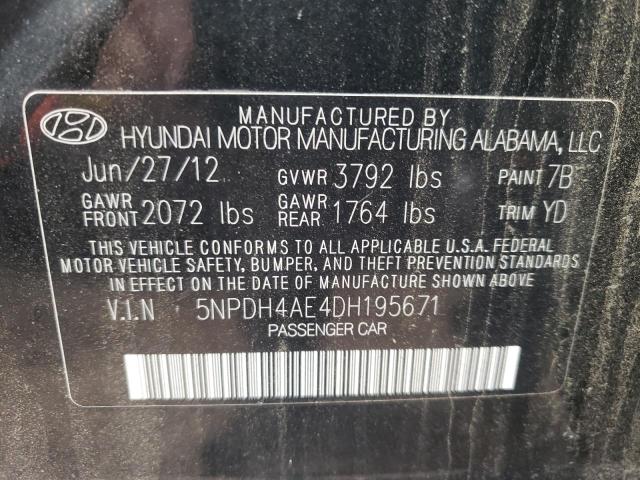 MANUFACTURED BY
HYUNDAI MOTOR MANUFACTURING ALABAMA, LLC
Jun/27/12 GVWR 3792 lbs PAINT 7B
GAWR FRONT 2072 lbs GAWR REAR 1764 lbs TRIM YD
THIS VEHICLE CONFORMS TO ALL APPLICABLE U.S.A. FEDERAL
MOTOR-VEHICLE SAFETY, BUMPER, AND THEFT PREVENTION STANDARDS
IN EFFECT ON THE DATE OF MANUFACTURE SHOWN ABOVE
V.I.N 5NPDH4AE4DH195671
PASSENGER CAR